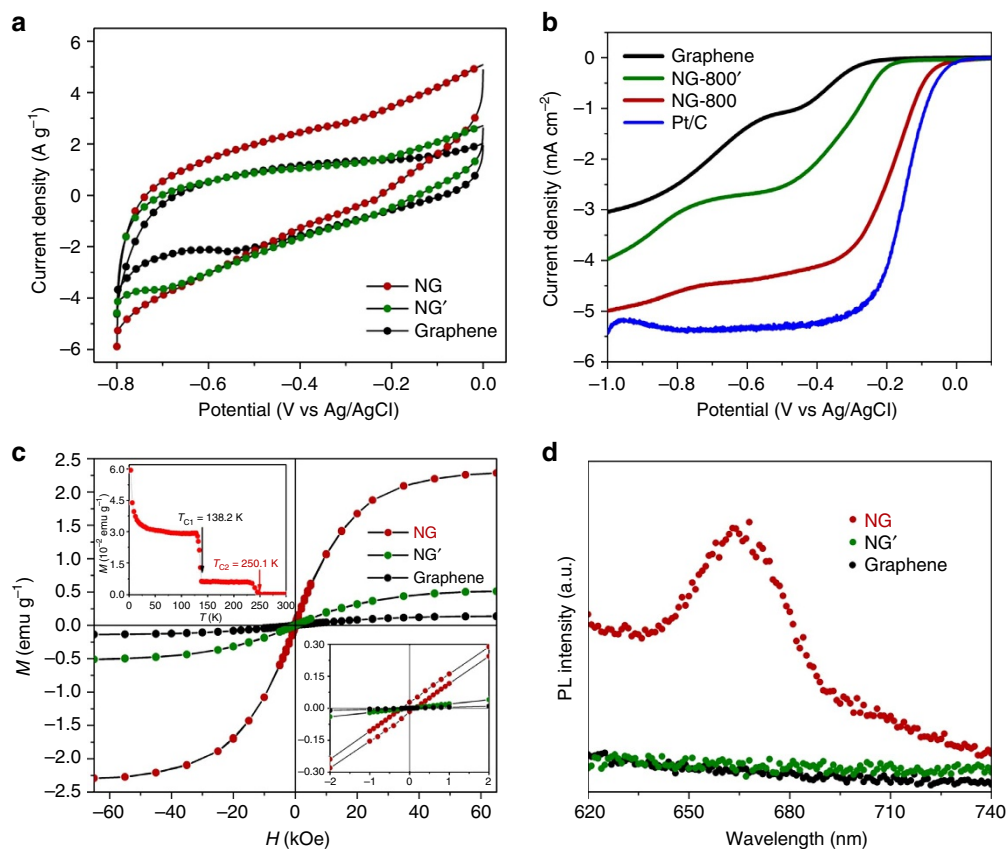 a
6
4
2
0
−2
−4
−6
Current density (A g−1)
NG
NG′
Graphene
−0.8 −0.6 −0.4 −0.2 0.0
Potential (V vs Ag/AgCl)
b
0
−1
−2
−3
−4
−5
−6
Current density (mA cm−2)
Graphene
NG-800′
NG-800
Pt/C
−1.0 −0.8 −0.6 −0.4 −0.2 0.0
Potential (V vs Ag/AgCl)
c
2.5
2.0
1.5
1.0
0.5
0.0
−0.5
−1.0
−1.5
−2.0
−2.5
M (emu g−1)
6.0
4.5
3.0
1.5
0.0
M (10−2 emu g−1)
TC1 = 138.2 K
TC2 = 250.1 K
0 50 100 150 200 250 300
T (K)
NG
NG′
Graphene
0.30
0.15
0.00
−0.15
−0.30
−2 −1 0 1 2
−60 −40 −20 0 20 40 60
H (kOe)
d
PL intensity (a.u.)
NG
NG′
Graphene
620 650 680 710 740
Wavelength (nm)